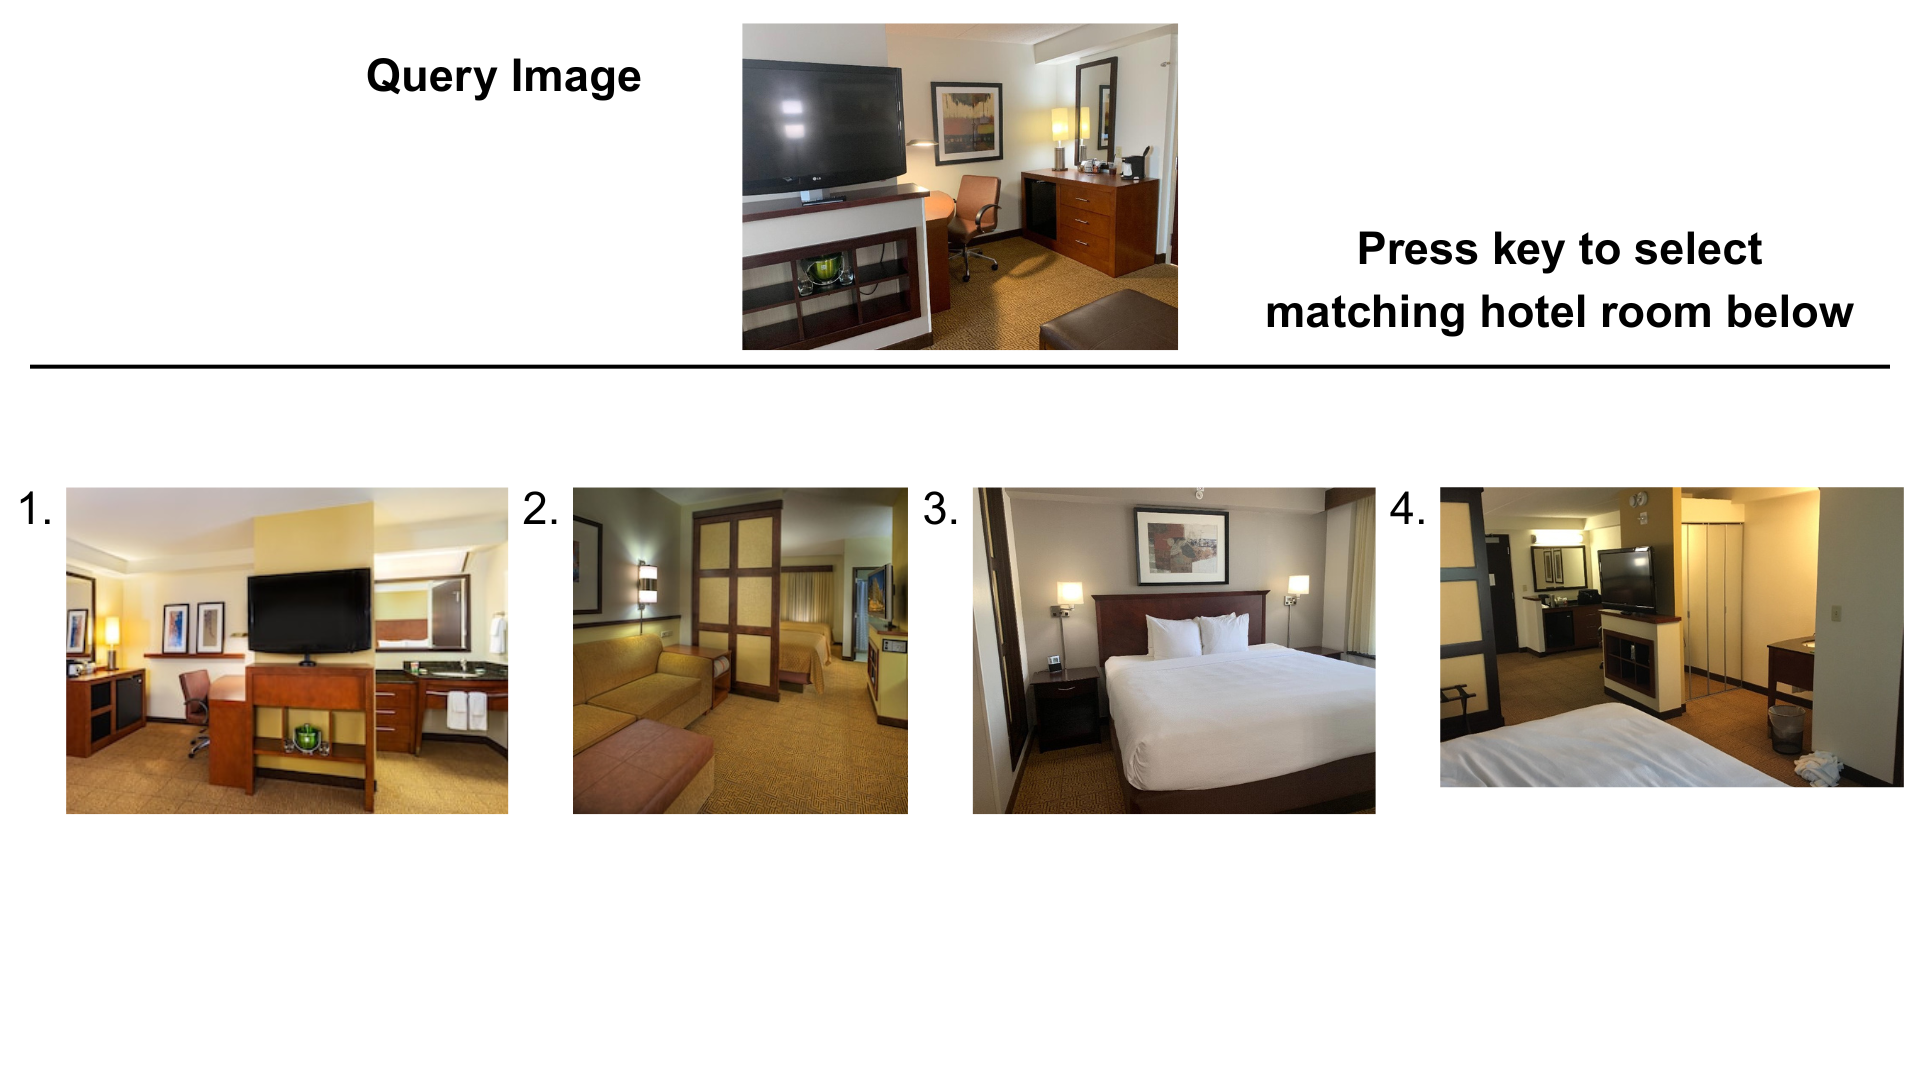 Query Image
Press key to select
matching hotel room below
1.
2.
3.
4.